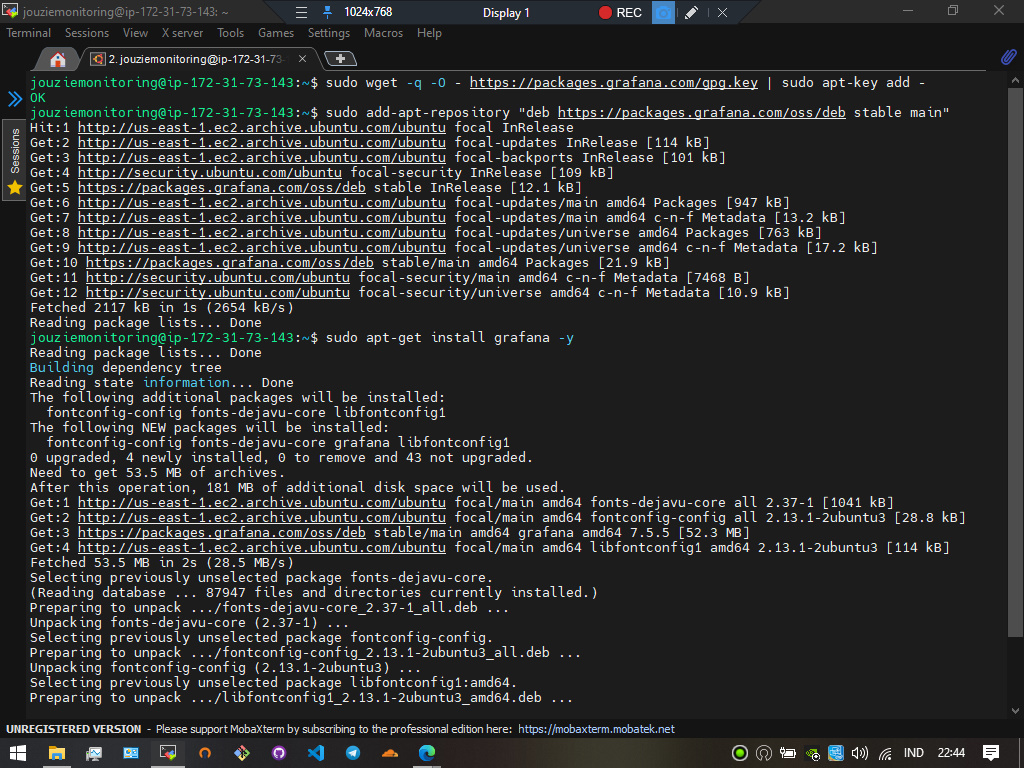 jouziemonitoring@ip-172-31-73-143: ~
1024x768
Display 1
REC
Terminal Sessions View X server Tools Games Settings Macros Help
2. jouziemonitoring@ip-172-31-73-
Sessions
jouziemonitoring@ip-172-31-73-143:~$ sudo wget -q -O - https://packages.grafana.com/gpg.key | sudo apt-key add -
OK
jouziemonitoring@ip-172-31-73-143:~$ sudo add-apt-repository "deb https://packages.grafana.com/oss/deb stable main"
Hit:1 http://us-east-1.ec2.archive.ubuntu.com/ubuntu focal InRelease
Get:2 http://us-east-1.ec2.archive.ubuntu.com/ubuntu focal-updates InRelease [114 kB]
Get:3 http://us-east-1.ec2.archive.ubuntu.com/ubuntu focal-backports InRelease [101 kB]
Get:4 http://security.ubuntu.com/ubuntu focal-security InRelease [109 kB]
Get:5 https://packages.grafana.com/oss/deb stable InRelease [12.1 kB]
Get:6 http://us-east-1.ec2.archive.ubuntu.com/ubuntu focal-updates/main amd64 Packages [947 kB]
Get:7 http://us-east-1.ec2.archive.ubuntu.com/ubuntu focal-updates/main amd64 c-n-f Metadata [13.2 kB]
Get:8 http://us-east-1.ec2.archive.ubuntu.com/ubuntu focal-updates/universe amd64 Packages [763 kB]
Get:9 http://us-east-1.ec2.archive.ubuntu.com/ubuntu focal-updates/universe amd64 c-n-f Metadata [17.2 kB]
Get:10 https://packages.grafana.com/oss/deb stable/main amd64 Packages [21.9 kB]
Get:11 http://security.ubuntu.com/ubuntu focal-security/main amd64 c-n-f Metadata [7468 B]
Get:12 http://security.ubuntu.com/ubuntu focal-security/universe amd64 c-n-f Metadata [10.9 kB]
Fetched 2117 kB in 1s (2654 kB/s)
Reading package lists... Done
jouziemonitoring@ip-172-31-73-143:~$ sudo apt-get install grafana -y
Reading package lists... Done
Building dependency tree
Reading state information... Done
The following additional packages will be installed:
  fontconfig-config fonts-dejavu-core libfontconfig1
The following NEW packages will be installed:
  fontconfig-config fonts-dejavu-core grafana libfontconfig1
0 upgraded, 4 newly installed, 0 to remove and 43 not upgraded.
Need to get 53.5 MB of archives.
After this operation, 181 MB of additional disk space will be used.
Get:1 http://us-east-1.ec2.archive.ubuntu.com/ubuntu focal/main amd64 fonts-dejavu-core all 2.37-1 [1041 kB]
Get:2 http://us-east-1.ec2.archive.ubuntu.com/ubuntu focal/main amd64 fontconfig-config all 2.13.1-2ubuntu3 [28.8 kB]
Get:3 https://packages.grafana.com/oss/deb stable/main amd64 grafana amd64 7.5.5 [52.3 MB]
Get:4 http://us-east-1.ec2.archive.ubuntu.com/ubuntu focal/main amd64 libfontconfig1 amd64 2.13.1-2ubuntu3 [114 kB]
Fetched 53.5 MB in 2s (28.5 MB/s)
Selecting previously unselected package fonts-dejavu-core.
(Reading database ... 87947 files and directories currently installed.)
Preparing to unpack .../fonts-dejavu-core_2.37-1_all.deb ...
Unpacking fonts-dejavu-core (2.37-1) ...
Selecting previously unselected package fontconfig-config.
Preparing to unpack .../fontconfig-config_2.13.1-2ubuntu3_all.deb ...
Unpacking fontconfig-config (2.13.1-2ubuntu3) ...
Selecting previously unselected package libfontconfig1:amd64.
Preparing to unpack .../libfontconfig1_2.13.1-2ubuntu3_amd64.deb ...
UNREGISTERED VERSION - Please support MobaXterm by subscribing to the professional edition here: https://mobaxterm.mobatek.net
IND 22:44